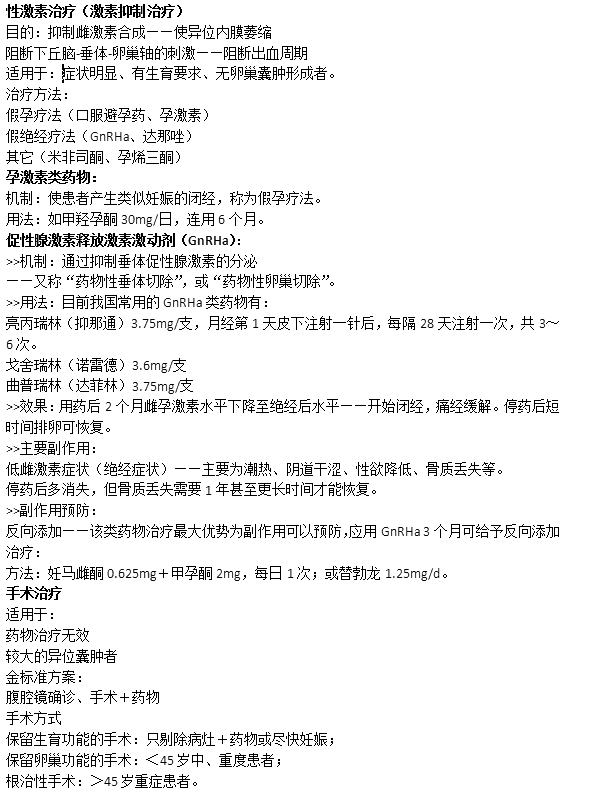 性激素治疗（激素抑制治疗）
目的：抑制雌激素合成——使异位内膜萎缩
阻断下丘脑-垂体-卵巢轴的刺激——阻断出血周期
适用于：症状明显、有生育要求、无卵巢囊肿形成者。
治疗方法：
假孕疗法（口服避孕药、孕激素）
假绝经疗法（GnRHa、达那唑）
其它（米非司酮、孕烯三酮）
孕激素类药物：
机制：使患者产生类似妊娠的闭经，称为假孕疗法。
用法：如甲羟孕酮 30mg/日，连用 6 个月。
促性腺激素释放激素激动剂（GnRHa）：
>>机制：通过抑制垂体促性腺激素的分泌
——又称“药物性垂体切除”，或“药物性卵巢切除”。
>>用法：目前我国常用的 GnRHa 类药物有：
亮丙瑞林（抑那通）3.75mg/支，月经第 1 天皮下注射一针后，每隔 28 天注射一次，共 3～
6 次。
戈舍瑞林（诺雷德）3.6mg/支
曲普瑞林（达菲林）3.75mg/支
>>效果：用药后 2 个月雌孕激素水平下降至绝经后水平——开始闭经，痛经缓解。停药后短
时间排卵可恢复。
>>主要副作用：
低雌激素症状（绝经症状）——主要为潮热、阴道干涩、性欲降低、骨质丢失等。
停药后多消失，但骨质丢失需要 1 年甚至更长时间才能恢复。
>>副作用预防：
反向添加——该类药物治疗最大优势为副作用可以预防，应用 GnRHa 3 个月可给予反向添加
治疗：
方法：妊马雌酮 0.625mg＋甲孕酮 2mg，每日 1 次；或替勃龙 1.25mg/d。
手术治疗
适用于：
药物治疗无效
较大的异位囊肿者
金标准方案：
腹腔镜确诊、手术＋药物
手术方式
保留生育功能的手术：只剔除病灶＋药物或尽快妊娠；
保留卵巢功能的手术：＜45 岁中、重度患者；
根治性手术：＞45 岁重症患者。